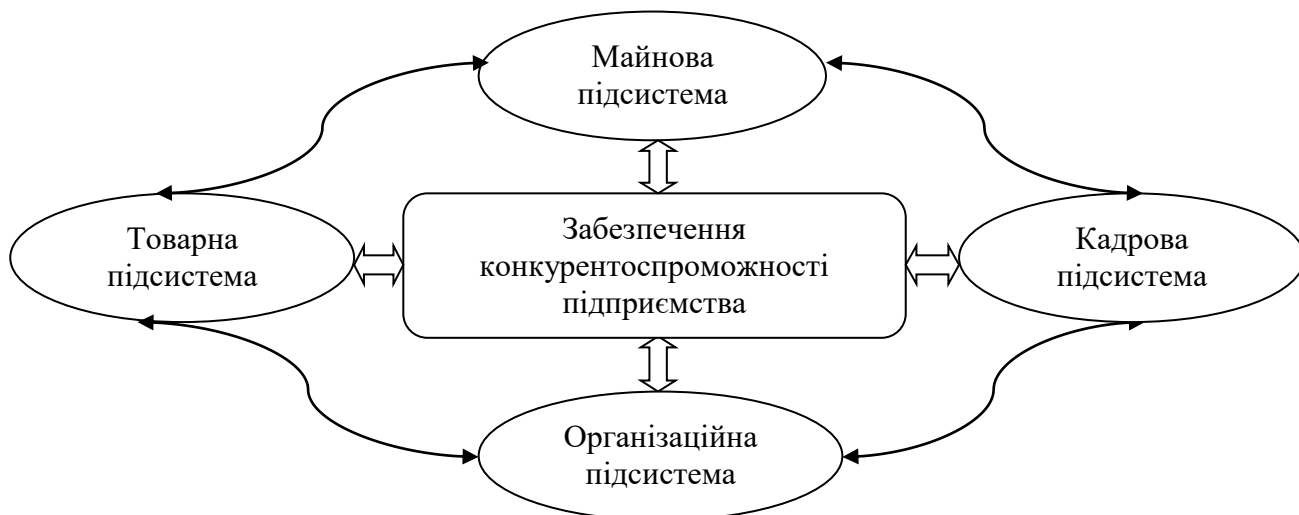 Майнова
підсистема
Товарна
підсистема
Забезпечення
конкурентоспроможності
підприємства
Кадрова
підсистема
Організаційна
підсистема